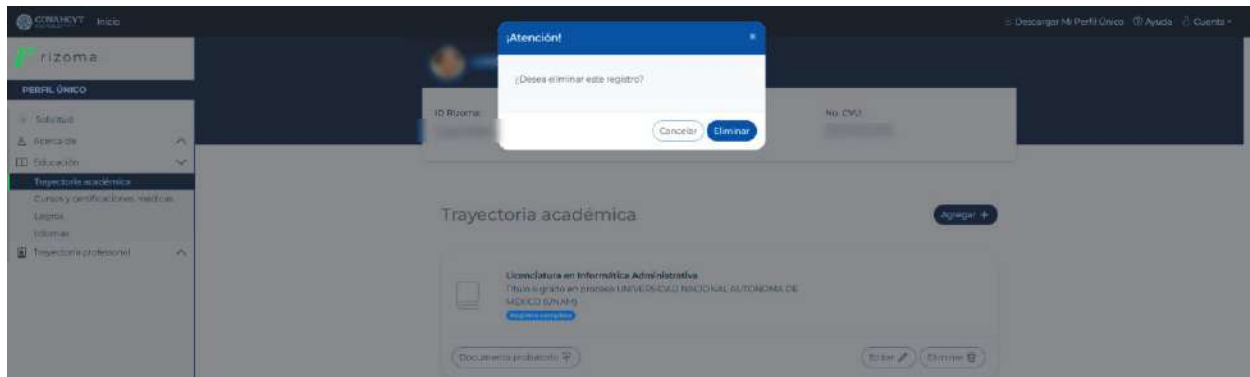 CONAHCYT Inicio
Descargar Mi Perfil Único Ayuda Cuenta
rizoma
PERFIL ÚNICO
Solicitud
Acerca de
Educación
Trayectoria académica
Cursos y certificaciones medicas
Logros
Idiomas
Trayectoria profesional
¡Atención!
¿Desea eliminar este registro?
Cancelar Eliminar
ID Rizoma:
No. CVU:
Trayectoria académica
Agregar +
Licenciatura en Informática Administrativa
Título o grado en proceso UNIVERSIDAD NACIONAL AUTONOMA DE
MEXICO (UNAM)
Registro completo
Documento probatorio
Editar Eliminar